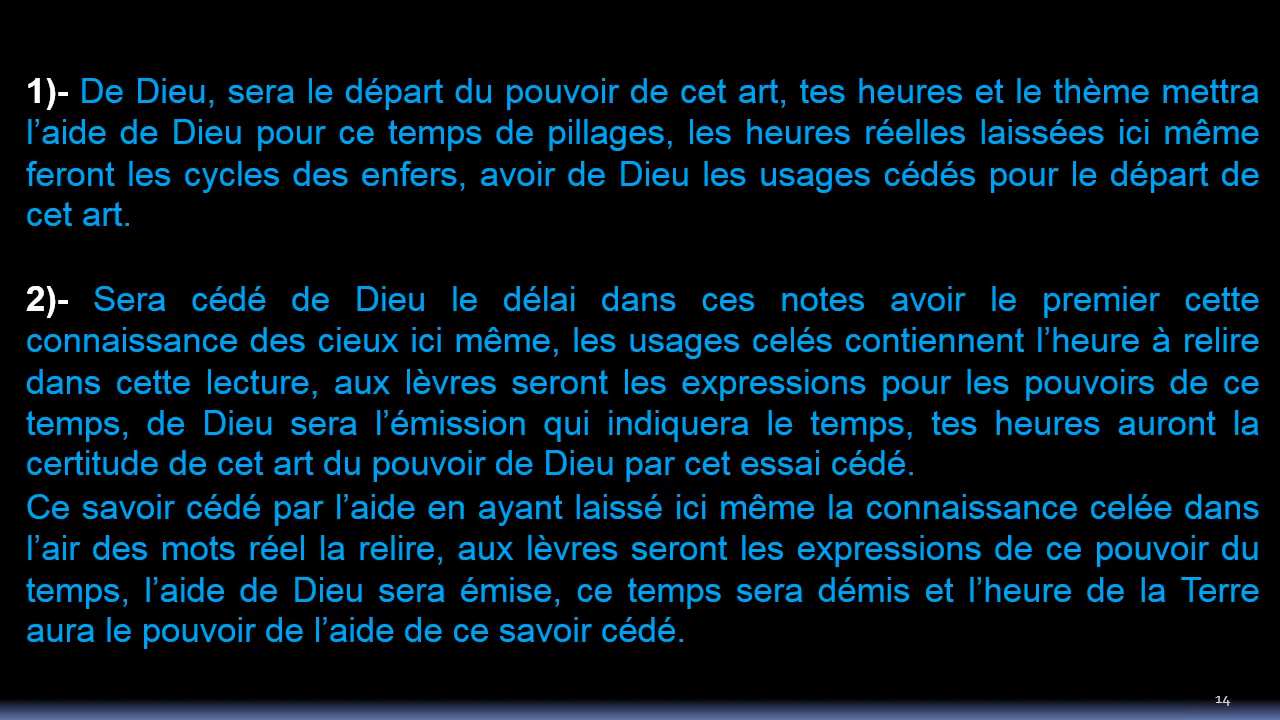 1)- De Dieu, sera le départ du pouvoir de cet art, tes heures et le thème mettra
l’aide de Dieu pour ce temps de pillages, les heures réelles laissées ici même
feront les cycles des enfers, avoir de Dieu les usages cédés pour le départ de
cet art.
2)- Sera cédé de Dieu le délai dans ces notes avoir le premier cette
connaissance des cieux ici même, les usages celés contiennent l’heure à relire
dans cette lecture, aux lèvres seront les expressions pour les pouvoirs de ce
temps, de Dieu sera l’émission qui indiquera le temps, tes heures auront la
certitude de cet art du pouvoir de Dieu par cet essai cédé.
Ce savoir cédé par l’aide en ayant laissé ici même la connaissance celée dans
l’air des mots réel la relire, aux lèvres seront les expressions de ce pouvoir du
temps, l’aide de Dieu sera émise, ce temps sera démis et l’heure de la Terre
aura le pouvoir de l’aide de ce savoir cédé.
14